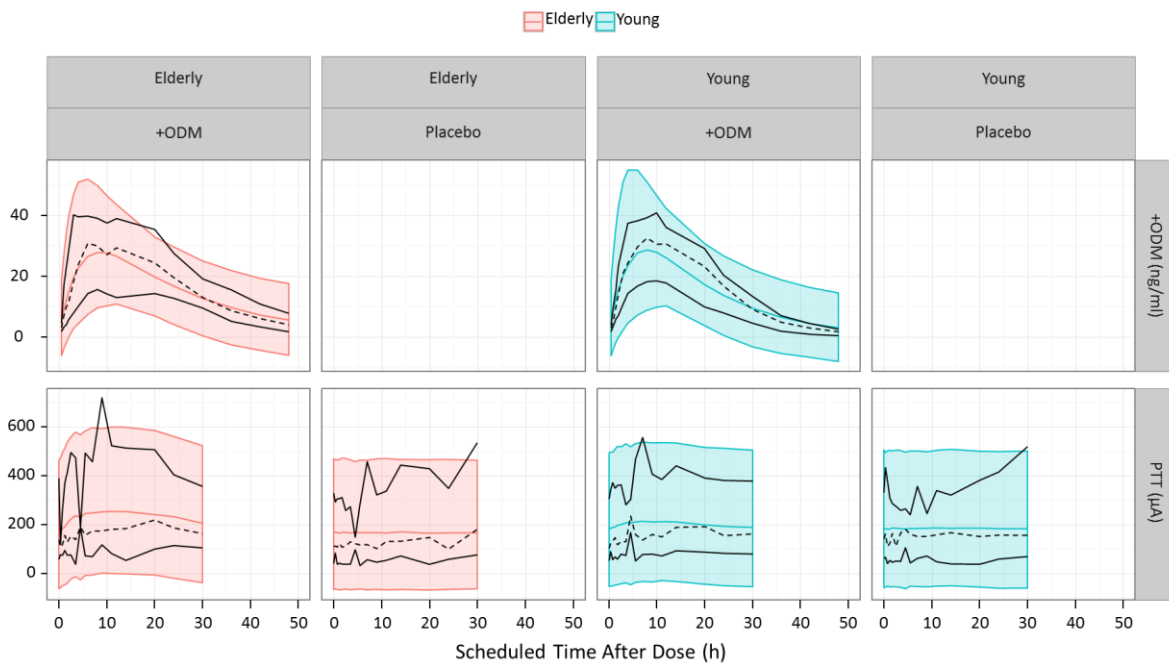 Elderly Young
Elderly Elderly Young Young
+ODM Placebo +ODM Placebo
40
20
0
+ODM (ng/ml)
600
400
200
0
PTT (µA)
0 10 20 30 40 50 0 10 20 30 40 50 0 10 20 30 40 50 0 10 20 30 40 50
Scheduled Time After Dose (h)